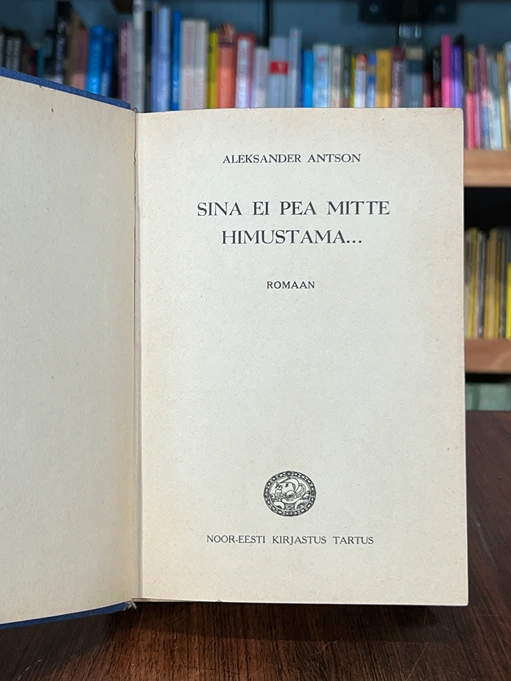 ALEKSANDER ANTSON
SINA EI PEA MITTE
HIMUSTAMA...
ROMAAN
NOOR-EESTI KIRJASTUS TARTUS